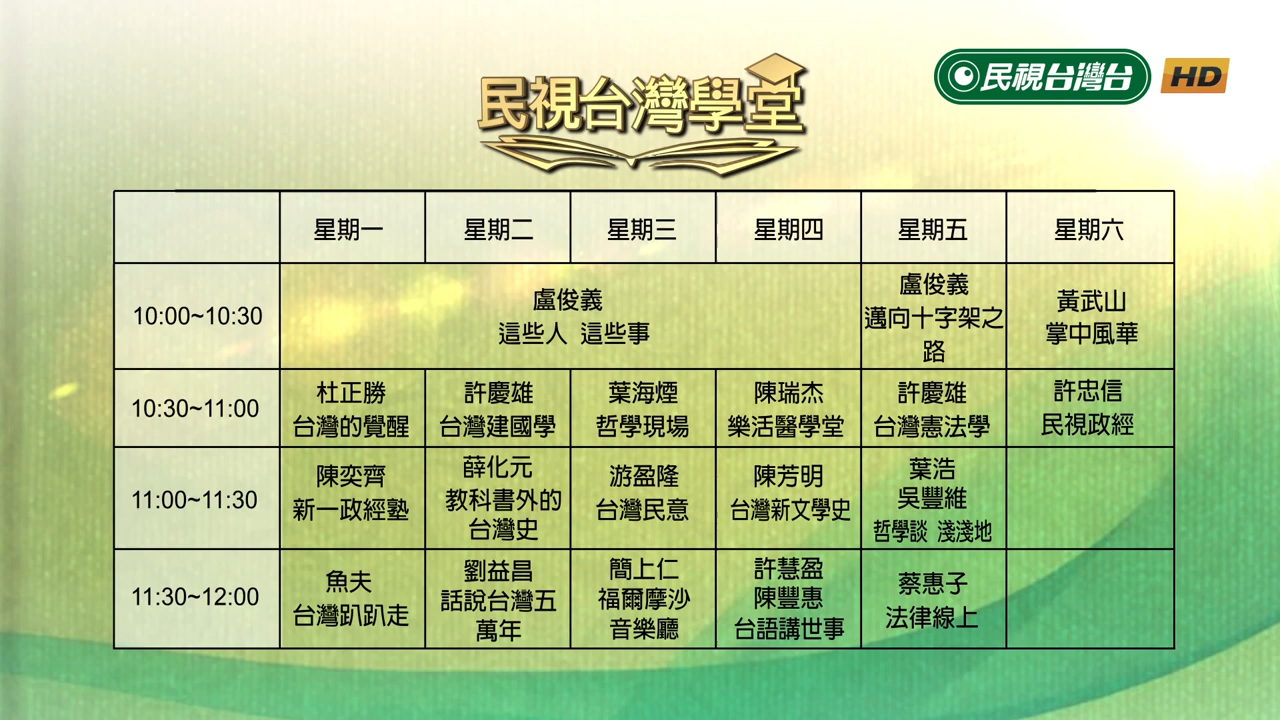 民視台灣學堂
民視台灣台 HD
星期一 星期二 星期三 星期四 星期五 星期六
10:00~10:30
盧俊義
這些人 這些事
盧俊義
邁向十字架之
路
黃武山
掌中風華
10:30~11:00
杜正勝
台灣的覺醒
許慶雄
台灣建國學
葉海煙
哲學現場
陳瑞杰
樂活醫學堂
許慶雄
台灣憲法學
許忠信
民視政經
11:00~11:30
陳奕齊
新一政經塾
薛化元
教科書外的
台灣史
游盈隆
台灣民意
陳芳明
台灣新文學史
葉浩
吳豐維
哲學談 淺淺地
11:30~12:00
魚夫
台灣趴趴走
劉益昌
話說台灣五
萬年
簡上仁
福爾摩沙
音樂廳
許慧盈
陳豐惠
台語講世事
蔡惠子
法律線上